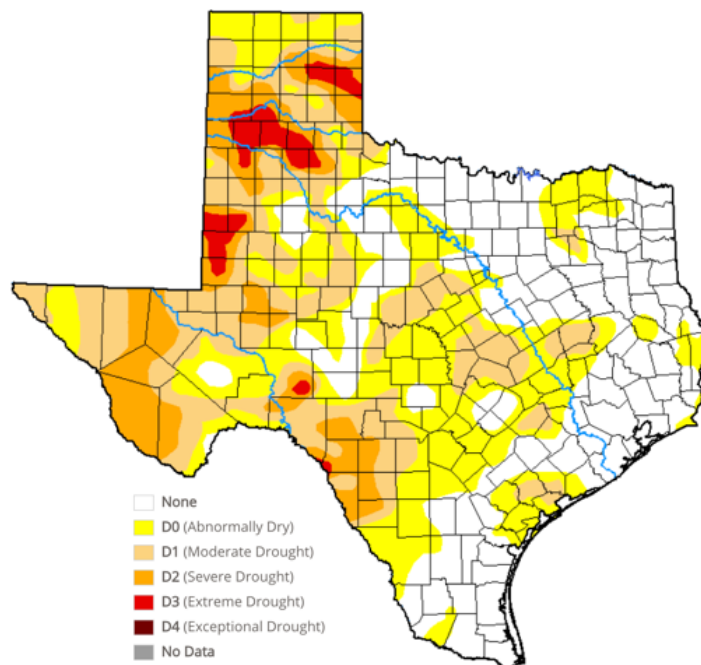 None
D0 (Abnormally Dry)
D1 (Moderate Drought)
D2 (Severe Drought)
D3 (Extreme Drought)
D4 (Exceptional Drought)
No Data